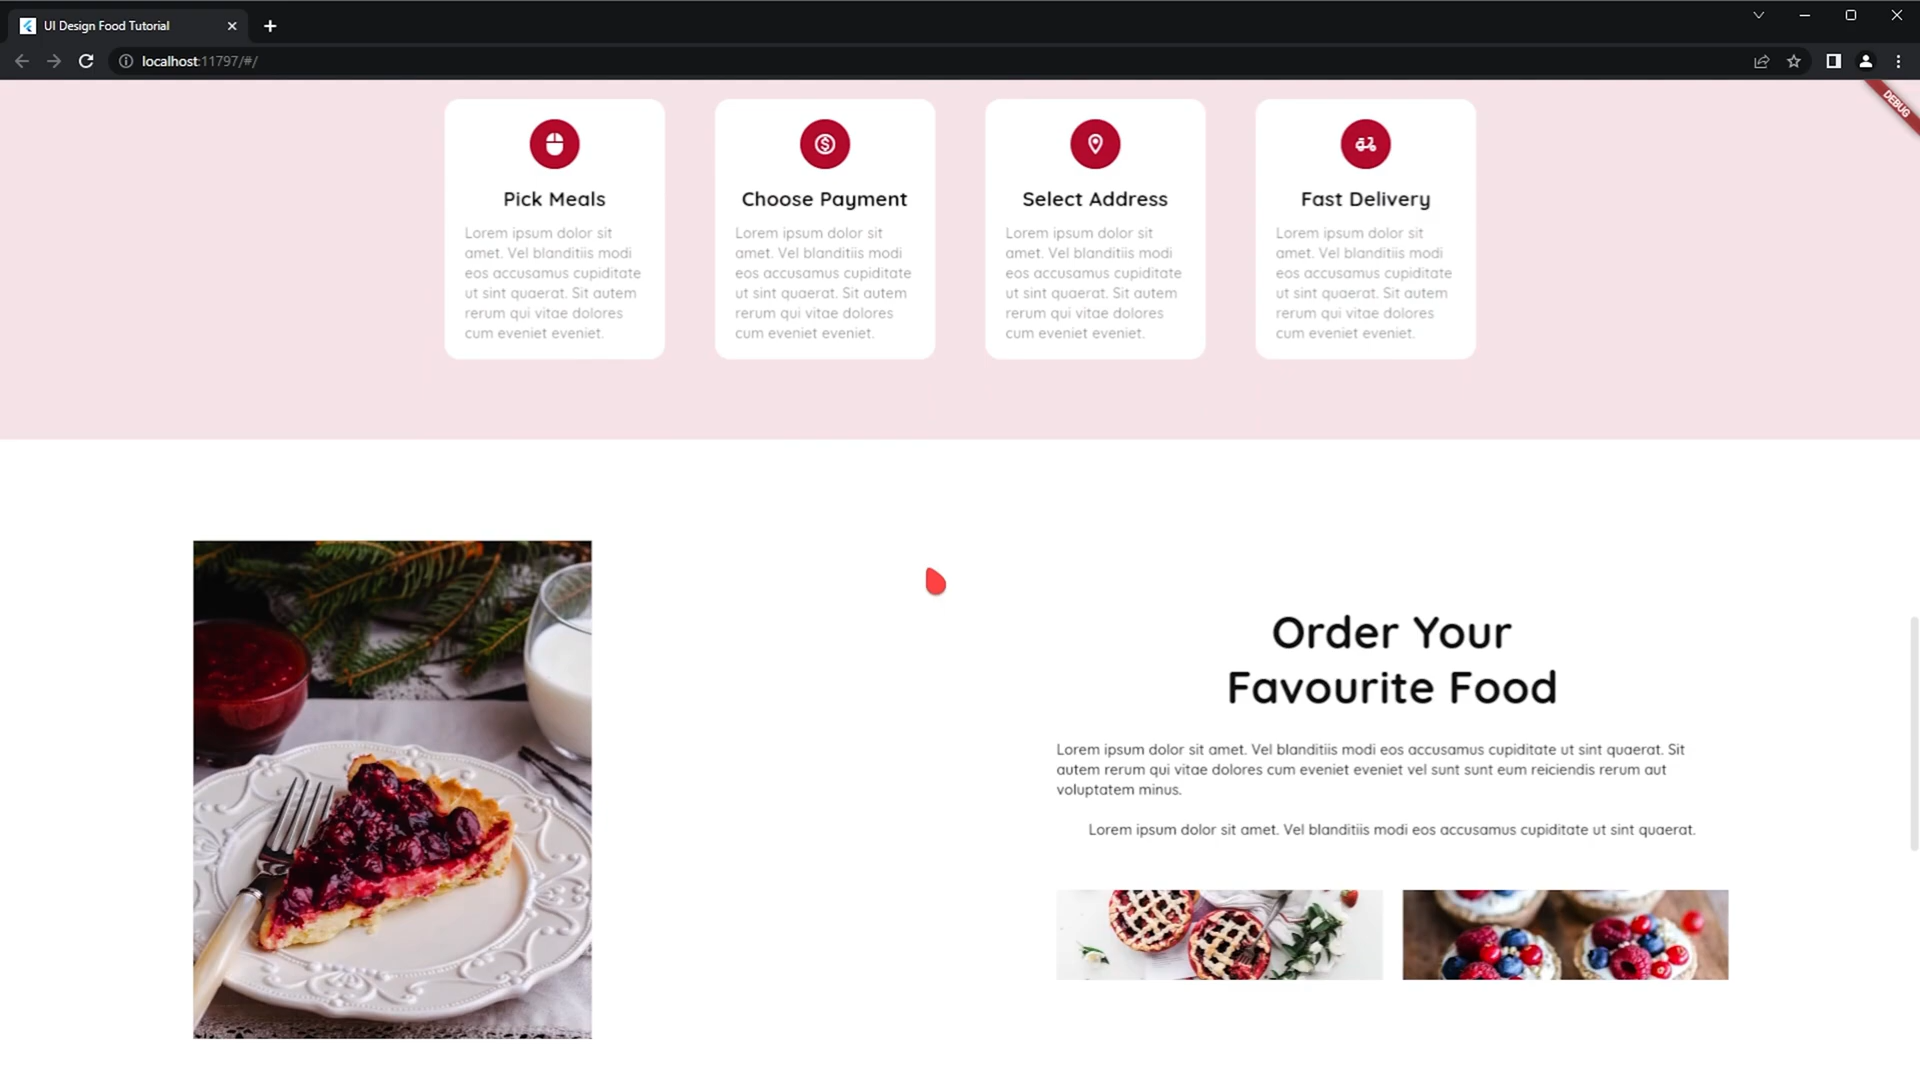 UI Design Food Tutorial
localhost:11797/#/
DEBUG
Pick Meals
Lorem ipsum dolor sit
amet. Vel blanditiis modi
eos accusamus cupiditate
ut sint quaerat. Sit autem
rerum qui vitae dolores
cum eveniet eveniet.
Choose Payment
Lorem ipsum dolor sit
amet. Vel blanditiis modi
eos accusamus cupiditate
ut sint quaerat. Sit autem
rerum qui vitae dolores
cum eveniet eveniet.
Select Address
Lorem ipsum dolor sit
amet. Vel blanditiis modi
eos accusamus cupiditate
ut sint quaerat. Sit autem
rerum qui vitae dolores
cum eveniet eveniet.
Fast Delivery
Lorem ipsum dolor sit
amet. Vel blanditiis modi
eos accusamus cupiditate
ut sint quaerat. Sit autem
rerum qui vitae dolores
cum eveniet eveniet.
Order Your
Favourite Food
Lorem ipsum dolor sit amet. Vel blanditiis modi eos accusamus cupiditate ut sint quaerat. Sit
autem rerum qui vitae dolores cum eveniet eveniet vel sunt sunt eum reiciendis rerum aut
voluptatem minus.
Lorem ipsum dolor sit amet. Vel blanditiis modi eos accusamus cupiditate ut sint quaerat.